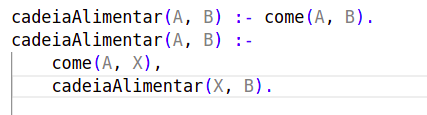 cadeiaAlimentar(A, B) :- come(A, B).
cadeiaAlimentar(A, B) :-
    come(A, X),
    cadeiaAlimentar(X, B).